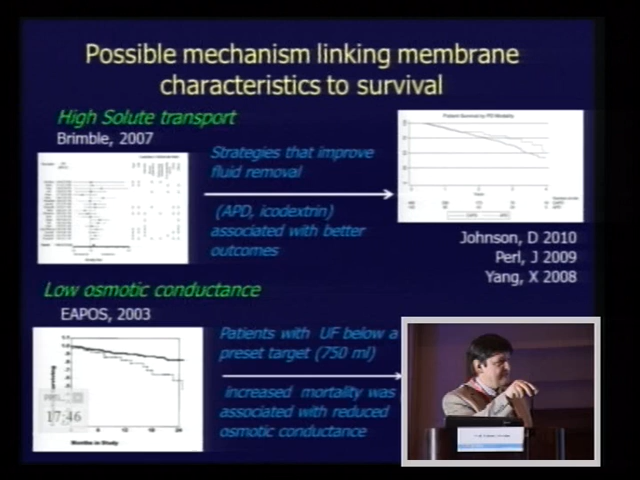 Possible mechanism linking membrane
characteristics to survival
High Solute transport
Brimble, 2007
Strategies that improve
fluid removal
(APD, icodextrin)
associated with better
outcomes
Patient Survival by PD Modality
Johnson, D 2010
Perl, J 2009
Yang, X 2008
Low osmotic conductance
EAPOS, 2003
Patients with UF below a
preset target (750 ml)
increased mortality was
associated with reduced
osmotic conductance
17:46
Months in Study